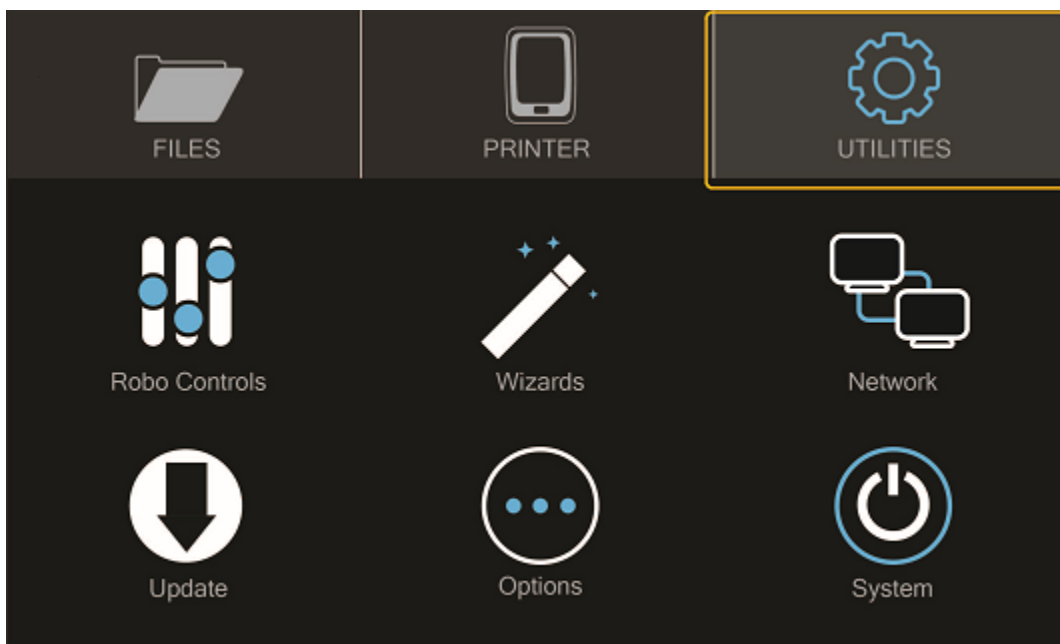 FILES
PRINTER
UTILITIES
Robo Controls
Wizards
Network
Update
Options
System